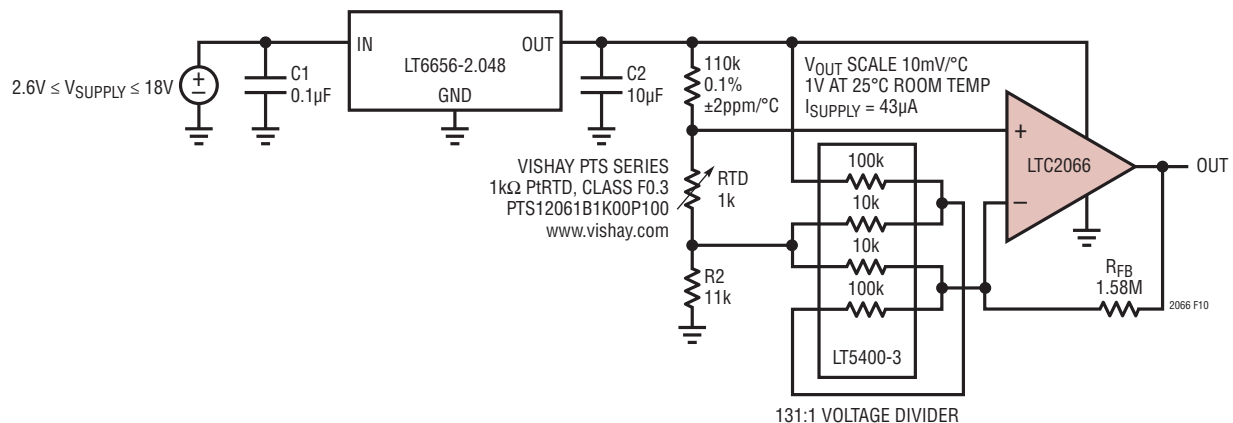 2.6V ≤ VSUPPLY ≤ 18V
+
–
C1
0.1µF
IN
OUT
LT6656-2.048
GND
C2
10µF
110k
0.1%
±2ppm/°C
VOUT SCALE 10mV/°C
1V AT 25°C ROOM TEMP
ISUPPLY = 43µA
VISHAY PTS SERIES
1kΩ PtRTD, CLASS F0.3
PTS12061B1K00P100
www.vishay.com
RTD
1k
R2
11k
100k
10k
10k
100k
LT5400-3
131:1 VOLTAGE DIVIDER
+
–
LTC2066
OUT
RFB
1.58M
2066 F10